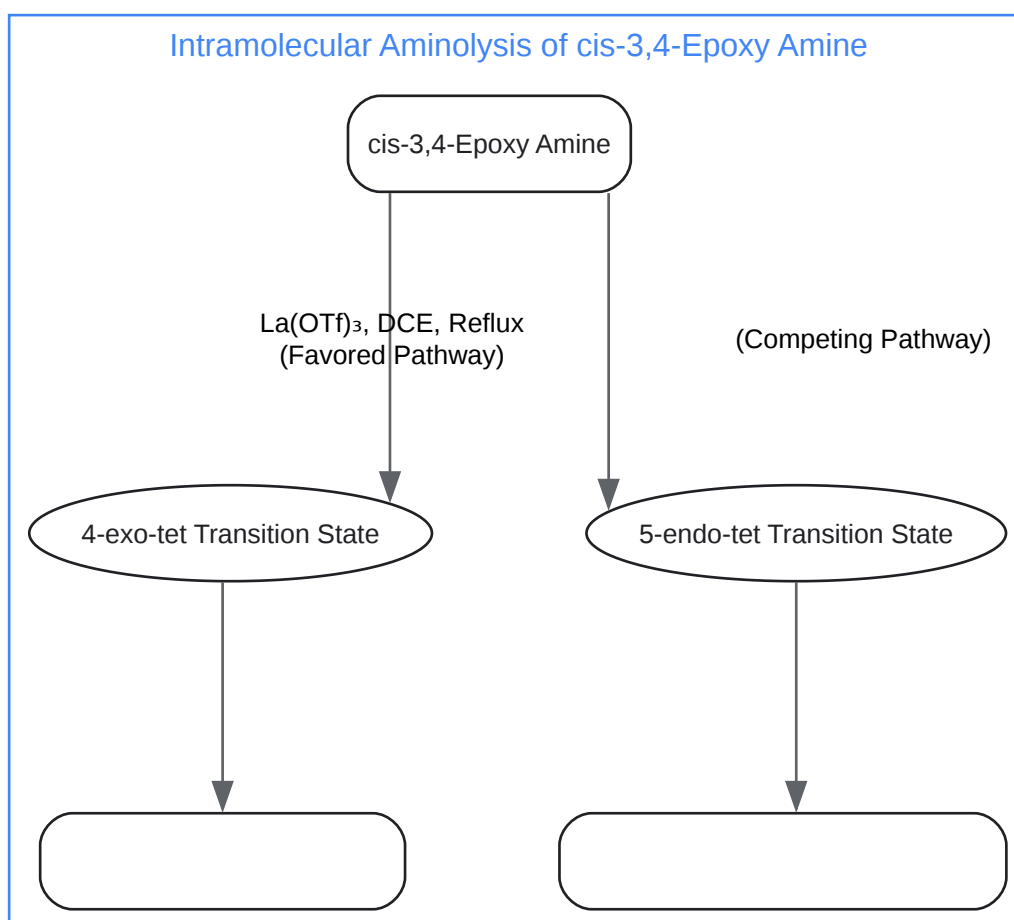 Intramolecular Aminolysis of cis-3,4-Epoxy Amine
cis-3,4-Epoxy Amine
La(OTf)₃, DCE, Reflux
(Favored Pathway)
(Competing Pathway)
4-exo-tet Transition State
5-endo-tet Transition State